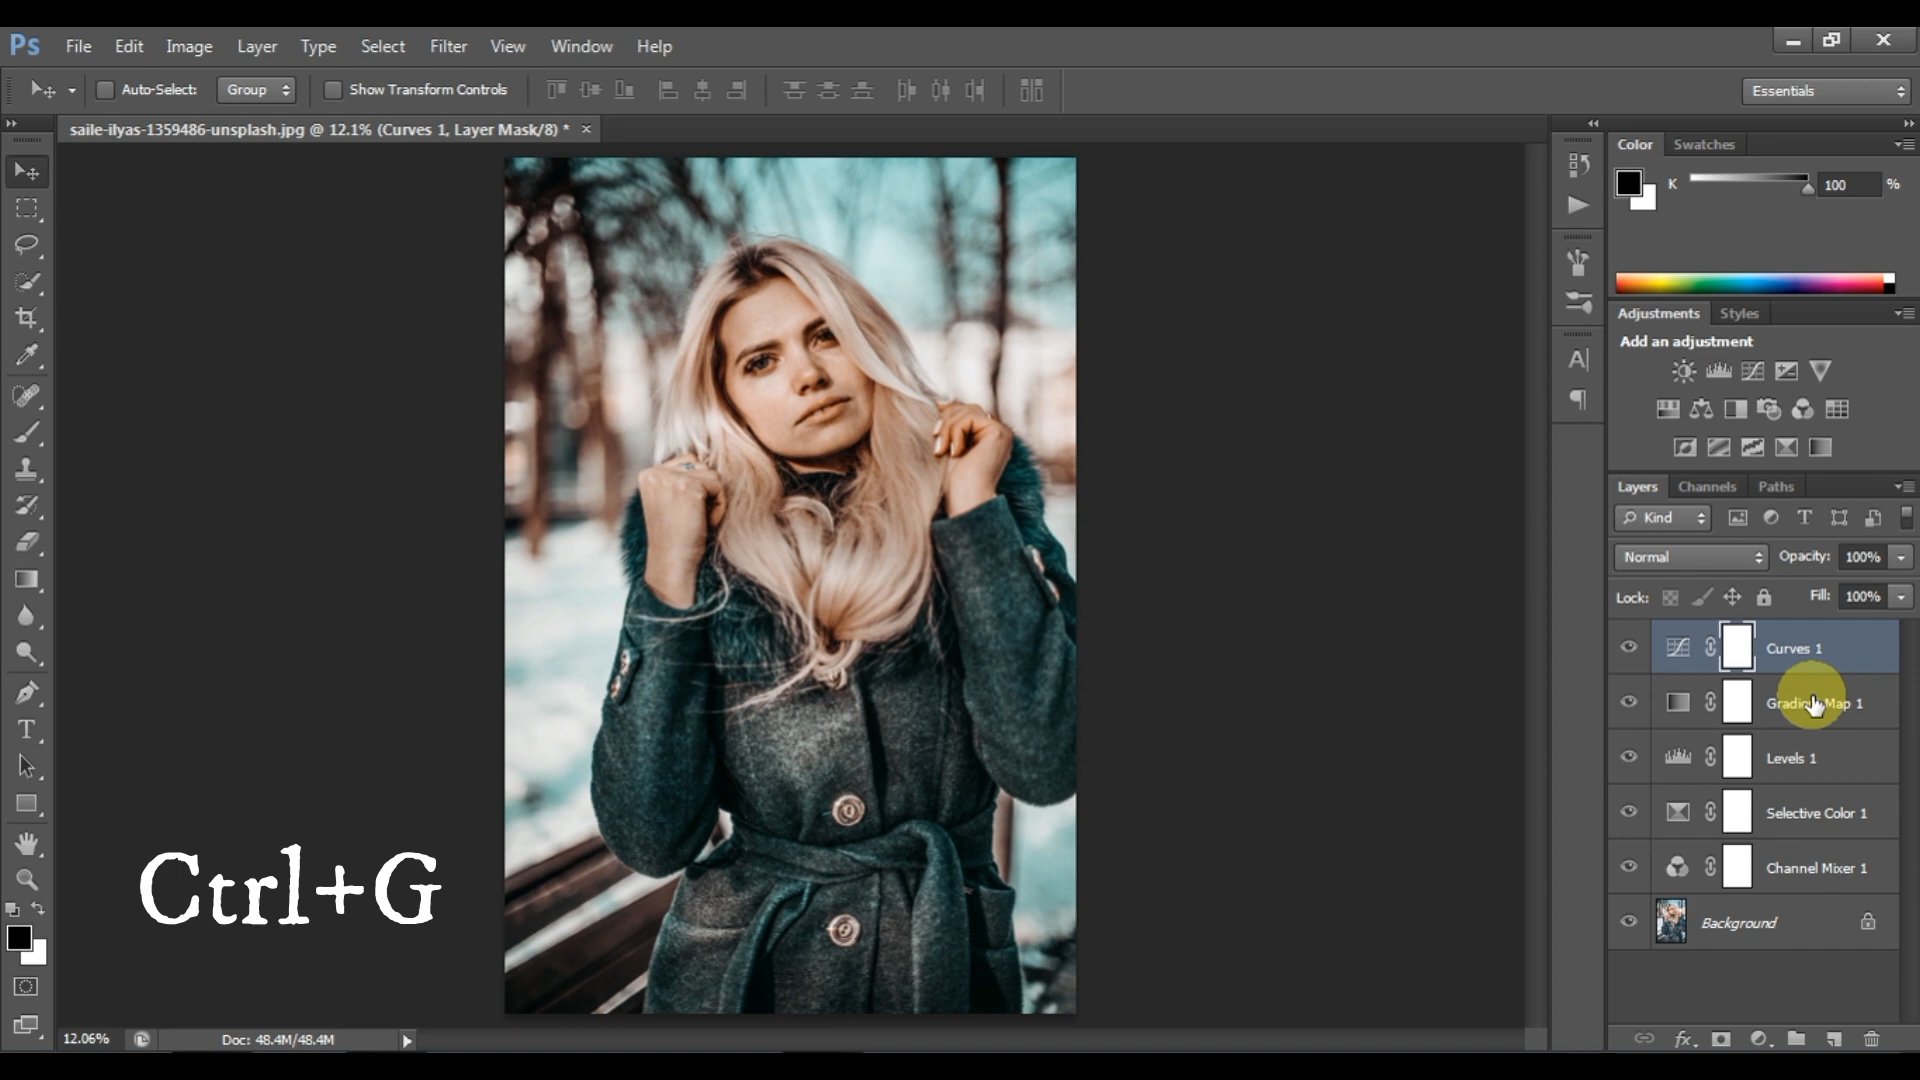 Ps File Edit Image Layer Type Select Filter View Window Help
Auto-Select: Group Show Transform Controls Essentials
saile-ilyas-1359486-unsplash.jpg @ 12.1% (Curves 1, Layer Mask/8) * ×
Color Swatches
K 100 %
Adjustments Styles
Add an adjustment
Layers Channels Paths
Kind
Normal Opacity: 100%
Lock: Fill: 100%
Curves 1
Gradient Map 1
Levels 1
Selective Color 1
Channel Mixer 1
Background
Ctrl+G
12.06% Doc: 48.4M/48.4M
fx